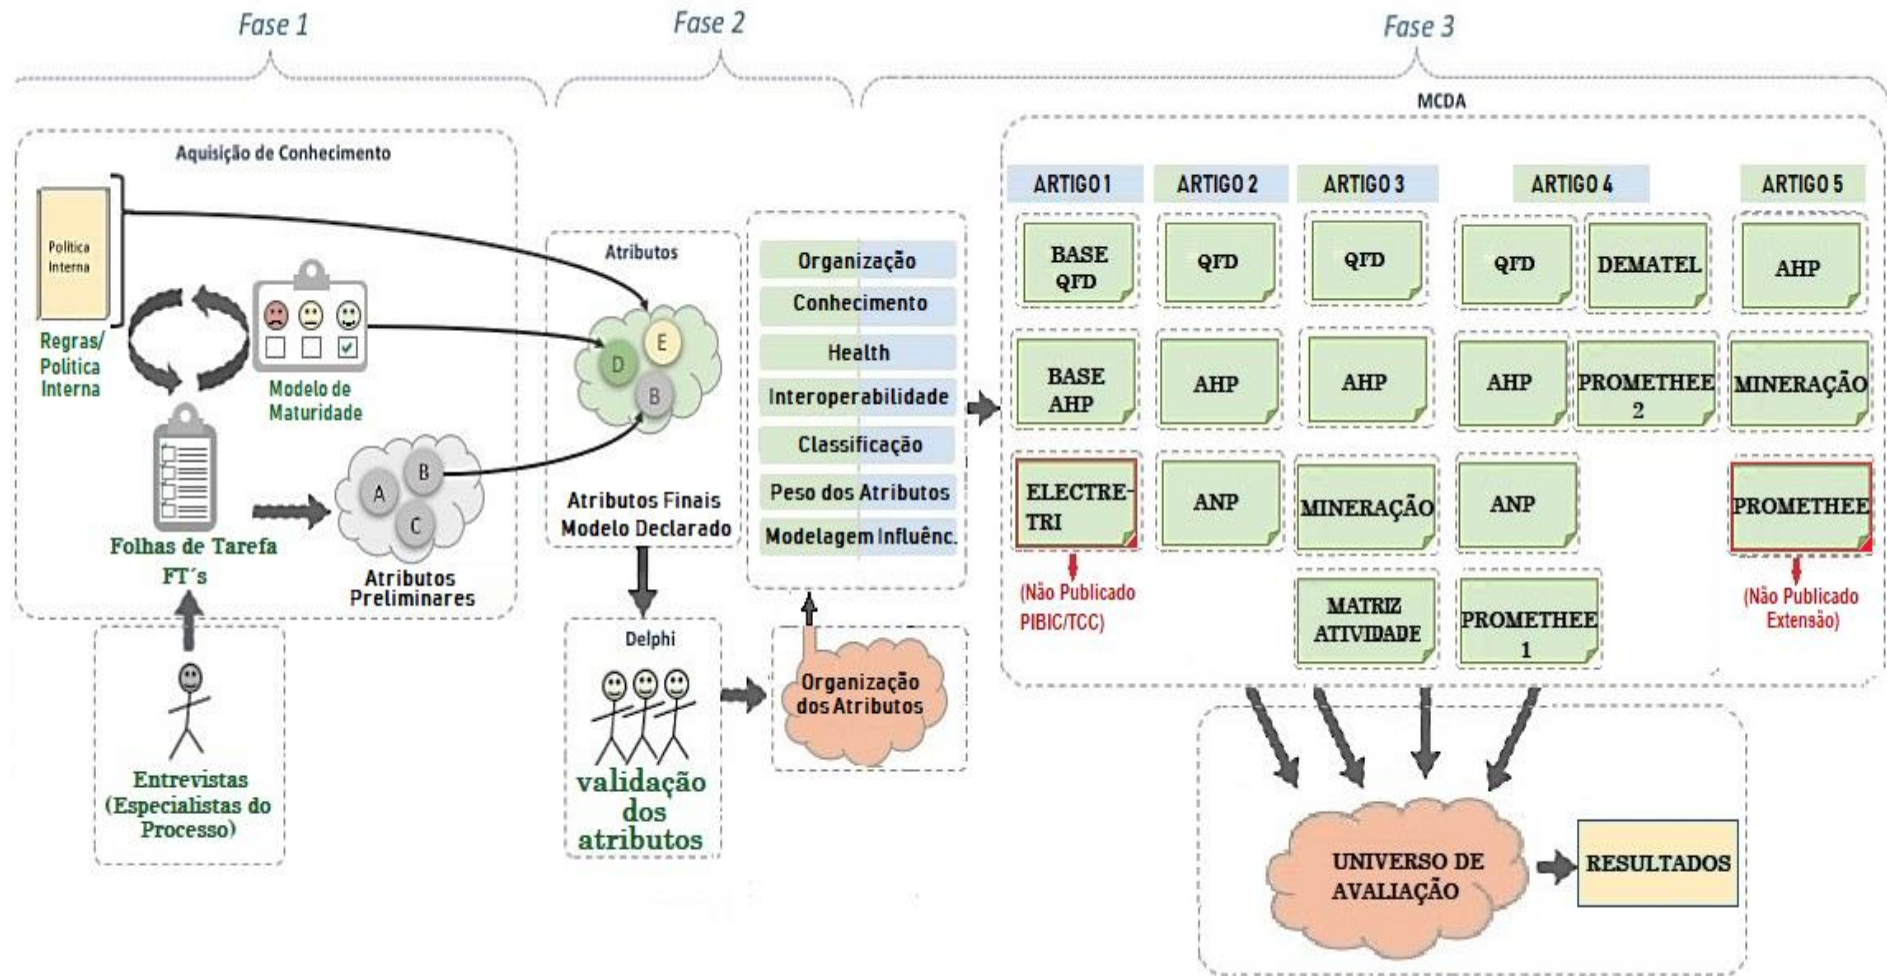 Fase 1
Fase 2
Fase 3
MCDA
Aquisição de Conhecimento
Política
Interna
Regras/
Politica
Interna
Modelo de
Maturidade
Folhas de Tarefa
FT´s
A
B
C
Atributos
Preliminares
Entrevistas
(Especialistas do
Processo)
Atributos
E
D
B
Atributos Finais
Modelo Declarado
Delphi
validação
dos
atributos
Organização
dos Atributos
Organização
Conhecimento
Health
Interoperabilidade
Classificação
Peso dos Atributos
Modelagem Influênc.
ARTIGO 1
BASE
QFD
BASE
AHP
ELECTRE-
TRI
(Não Publicado
PIBIC/TCC)
ARTIGO 2
QFD
AHP
ANP
ARTIGO 3
QFD
AHP
MINERAÇÃO
MATRIZ
ATIVIDADE
ARTIGO 4
QFD
DEMATEL
AHP
PROMETHEE
2
ANP
PROMETHEE
1
ARTIGO 5
AHP
MINERAÇÃO
PROMETHEE
(Não Publicado
Extensão)
UNIVERSO DE
AVALIAÇÃO
RESULTADOS